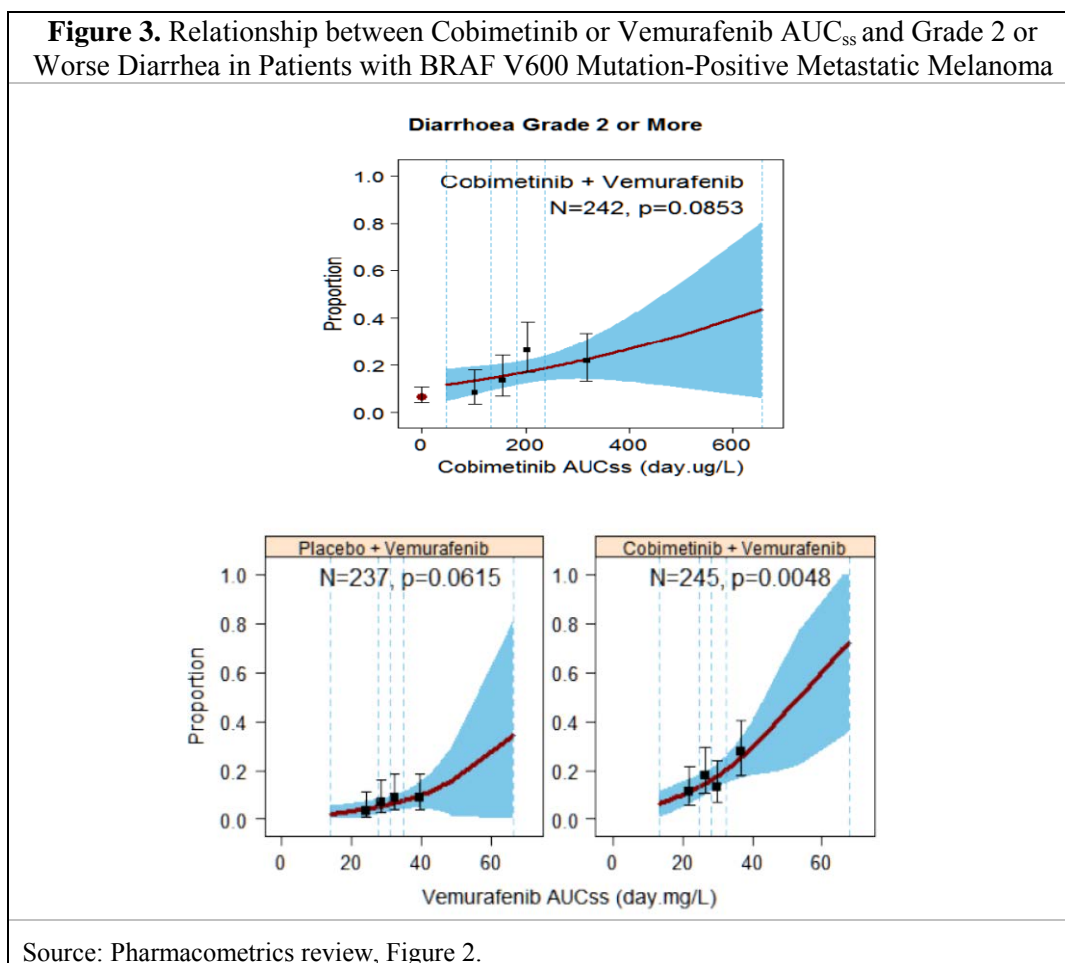 Figure 3. Relationship between Cobimetinib or Vemurafenib AUCss and Grade 2 or
Worse Diarrhea in Patients with BRAF V600 Mutation-Positive Metastatic Melanoma
Diarrhoea Grade 2 or More
Cobimetinib + Vemurafenib
N=242, p=0.0853
Proportion
1.0
0.8
0.6
0.4
0.2
0.0
0 200 400 600
Cobimetinib AUCss (day.ug/L)
Placebo + Vemurafenib
N=237, p=0.0615
Proportion
1.0
0.8
0.6
0.4
0.2
0.0
0 20 40 60
Cobimetinib + Vemurafenib
N=245, p=0.0048
1.0
0.8
0.6
0.4
0.2
0.0
0 20 40 60
Vemurafenib AUCss (day.mg/L)
Source: Pharmacometrics review, Figure 2.